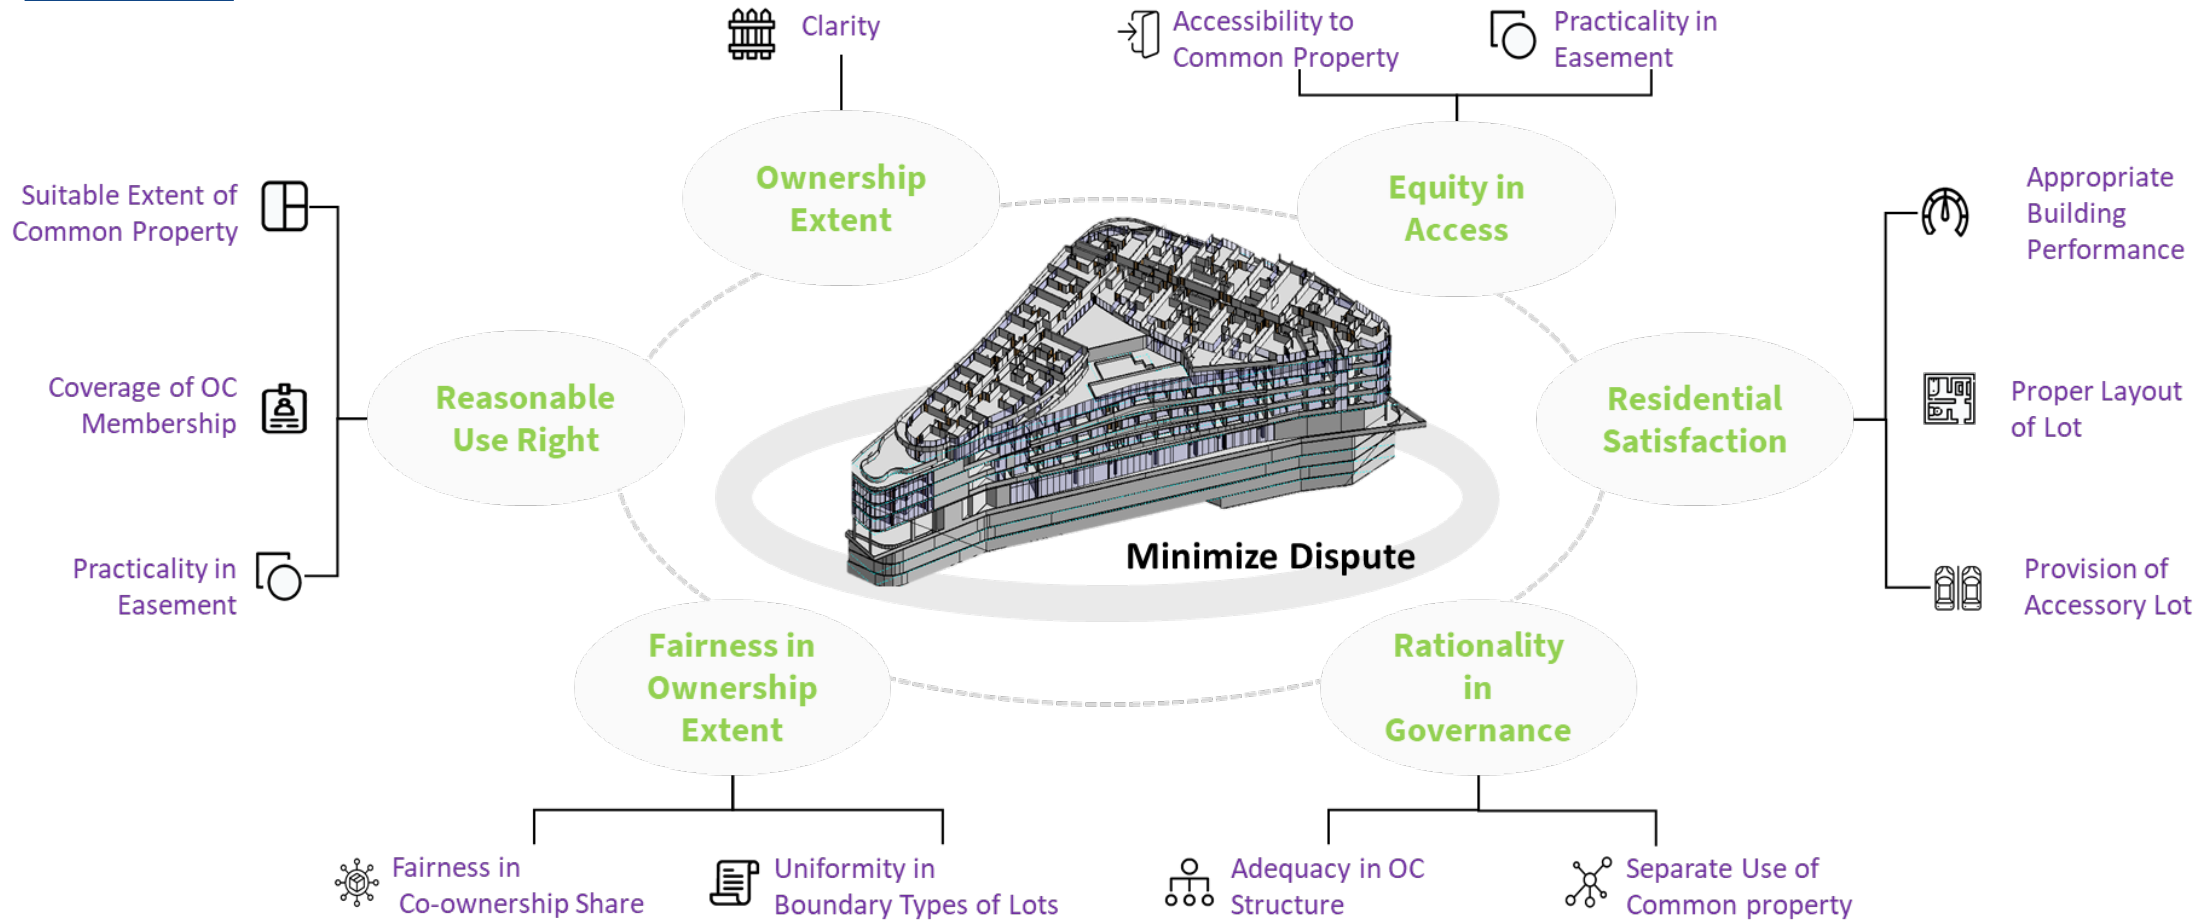 Clarity
Accessibility to
Common Property
Practicality in
Easement
Ownership
Extent
Equity in
Access
Suitable Extent of
Common Property
Appropriate
Building
Performance
Coverage of OC
Membership
Reasonable
Use Right
Residential
Satisfaction
Proper Layout
of Lot
Practicality in
Easement
Minimize Dispute
Provision of
Accessory Lot
Fairness in
Ownership
Extent
Rationality
in
Governance
Fairness in
Co-ownership Share
Uniformity in
Boundary Types of Lots
Adequacy in OC
Structure
Separate Use of
Common property